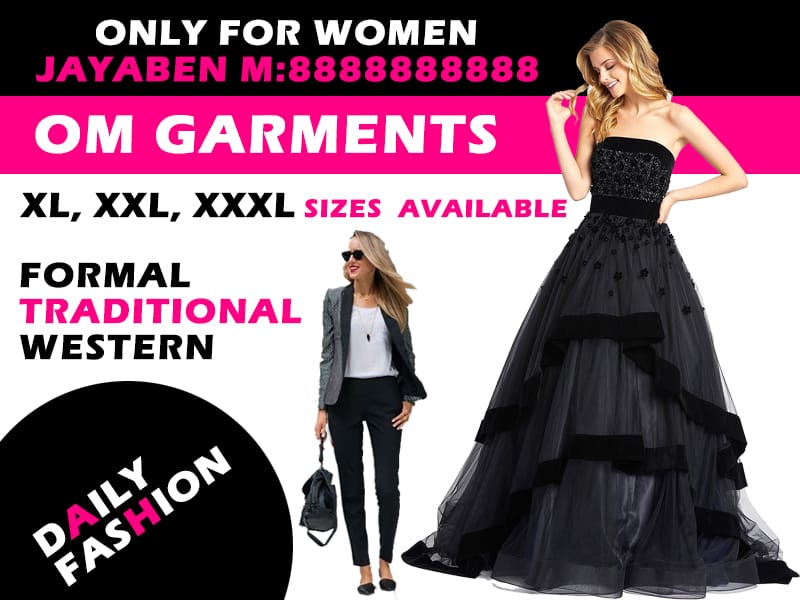 ONLY FOR WOMEN
JAYABEN M:8888888888
OM GARMENTS
XL, XXL, XXXL SIZES AVAILABLE
FORMAL
TRADITIONAL
WESTERN
DAILY
FASHION